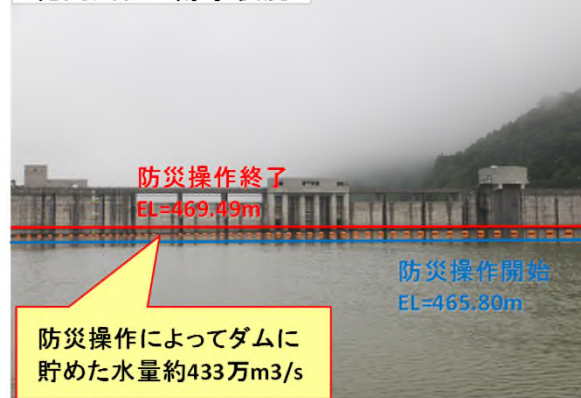 防災操作終了
EL=469.49m
防災操作開始
EL=465.80m
防災操作によってダムに
貯めた水量約433万m3/s